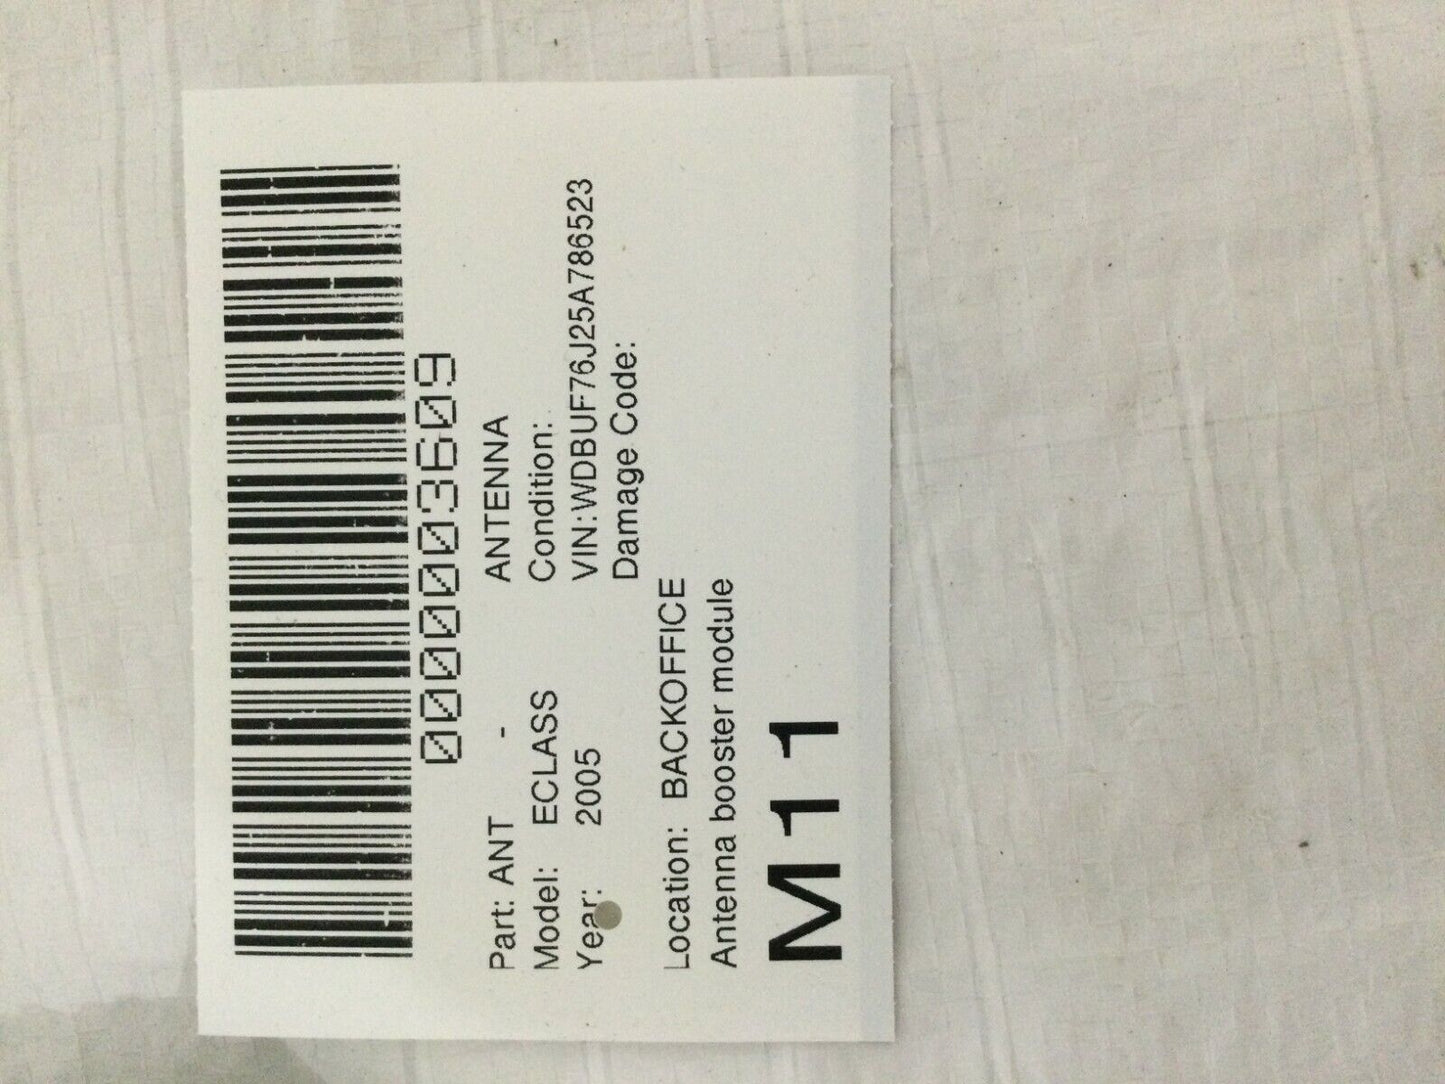 0000003609
Part: ANT - ANTENNA
Model: ECLASS Condition:
Year: 2005 VIN:WDBUF76J25A786523
Damage Code:
Location: BACKOFFICE
Antenna booster module
M11